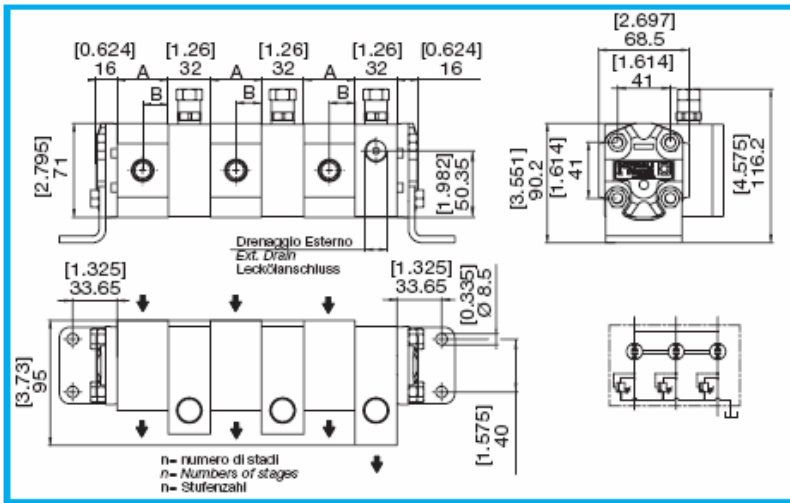 [0.624]
16
A
B
[1.26]
32
A
B
[1.26]
32
A
B
[1.26]
32
[0.624]
16
[2.795]
71
[1.982]
50.35
Drenaggio Esterno
Ext. Drain
Leckölanschluss
[2.697]
68.5
[1.614]
41
[3.551]
90.2
[1.614]
41
[4.575]
116.2
[1.325]
33.65
[1.325]
33.65
[0.335]
Ø 8.5
[3.73]
95
[1.575]
40
n= numero di stadi
n= Numbers of stages
n= Stufenzahl